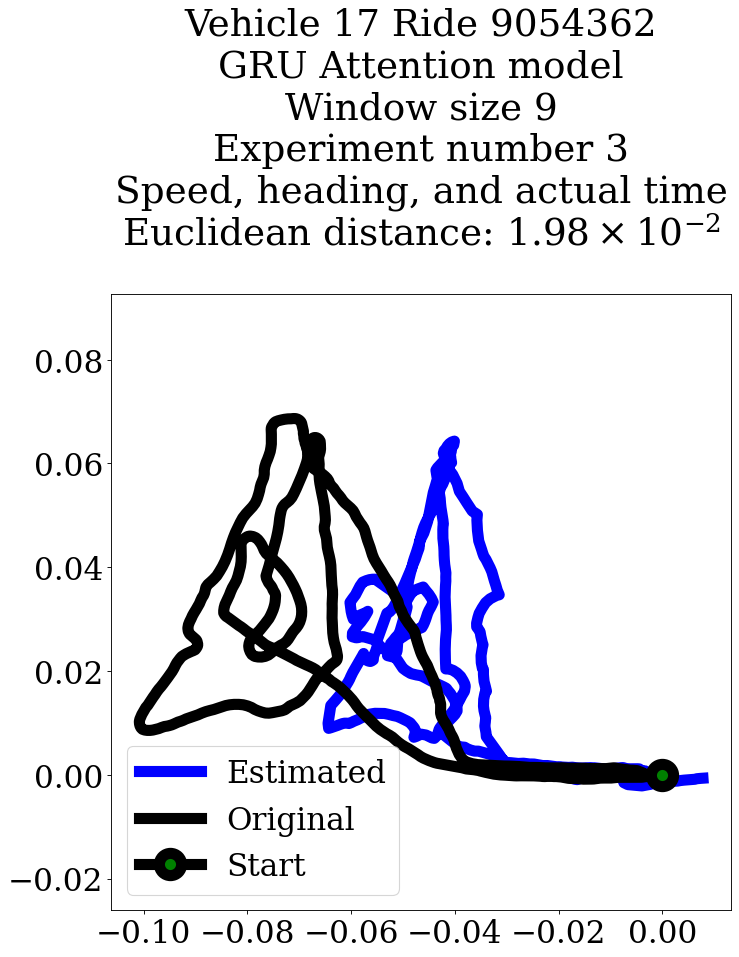 Vehicle 17 Ride 9054362
GRU Attention model
Window size 9
Experiment number 3
Speed, heading, and actual time
Euclidean distance: 1.98 × 10⁻²
0.08
0.06
0.04
0.02
0.00
−0.02
Estimated
Original
Start
−0.10 −0.08 −0.06 −0.04 −0.02 0.00